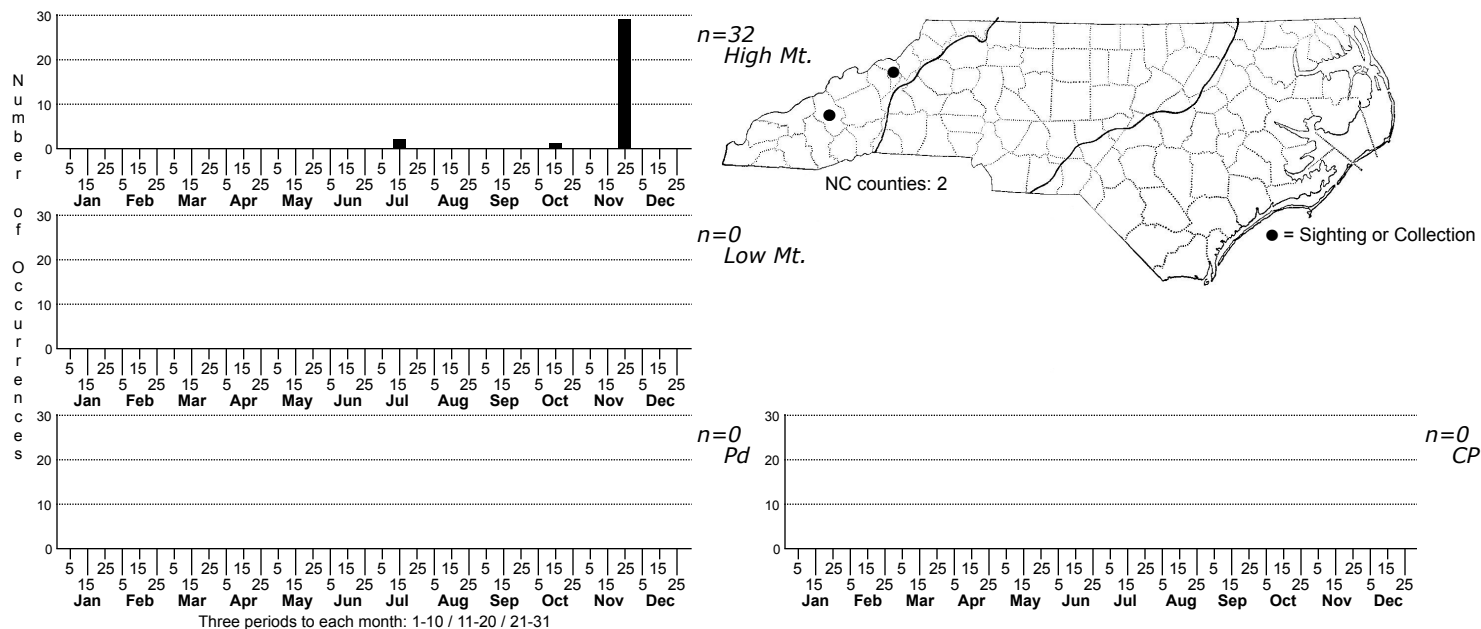 Number of Occurrences
30
20
10
0
5 25 15 5 25 15 5 25 15 5 25 15 5 25 15 5 25 15
15 5 25 15 5 25 15 5 25 15 5 25 15 5 25 15 5 25
Jan Feb Mar Apr May Jun Jul Aug Sep Oct Nov Dec
n=32
High Mt.
NC counties: 2
● = Sighting or Collection
30
20
10
0
5 25 15 5 25 15 5 25 15 5 25 15 5 25 15 5 25 15
15 5 25 15 5 25 15 5 25 15 5 25 15 5 25 15 5 25
Jan Feb Mar Apr May Jun Jul Aug Sep Oct Nov Dec
n=0
Low Mt.
30
20
10
0
5 25 15 5 25 15 5 25 15 5 25 15 5 25 15 5 25 15
15 5 25 15 5 25 15 5 25 15 5 25 15 5 25 15 5 25
Jan Feb Mar Apr May Jun Jul Aug Sep Oct Nov Dec
n=0
Pd
Three periods to each month: 1-10 / 11-20 / 21-31
30
20
10
0
5 25 15 5 25 15 5 25 15 5 25 15 5 25 15 5 25 15
15 5 25 15 5 25 15 5 25 15 5 25 15 5 25 15 5 25
Jan Feb Mar Apr May Jun Jul Aug Sep Oct Nov Dec
n=0
CP